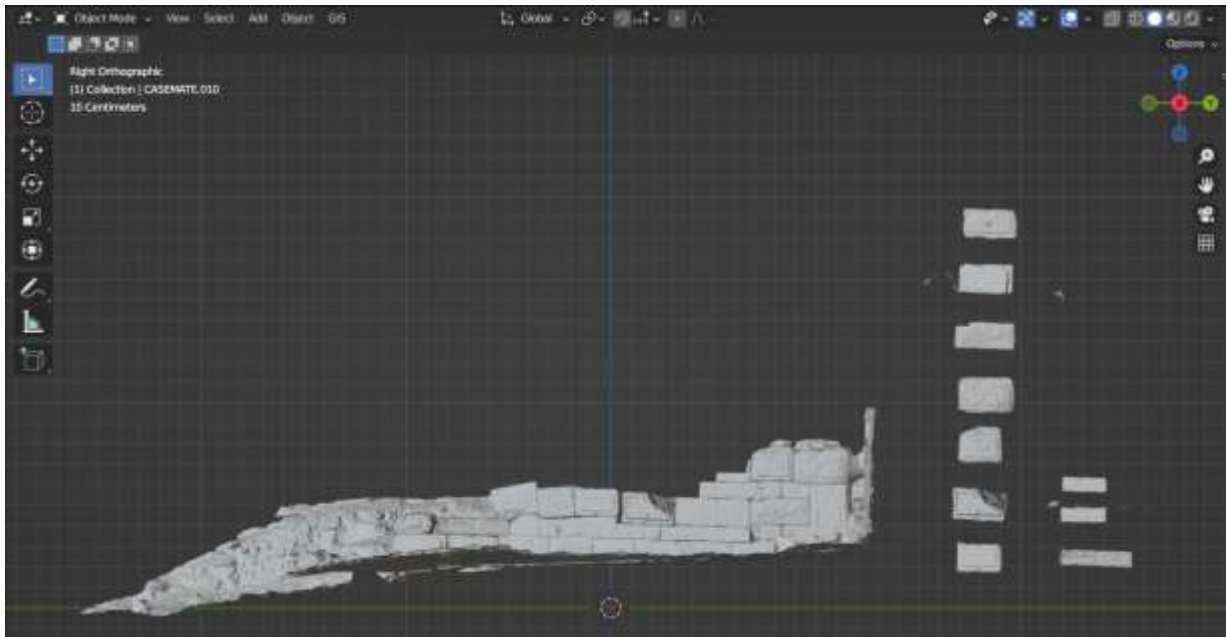 Object Mode View Select Add Object GIS Global
Options
Right Orthographic
(1) Collection | CASEMATE.010
10 Centimeters